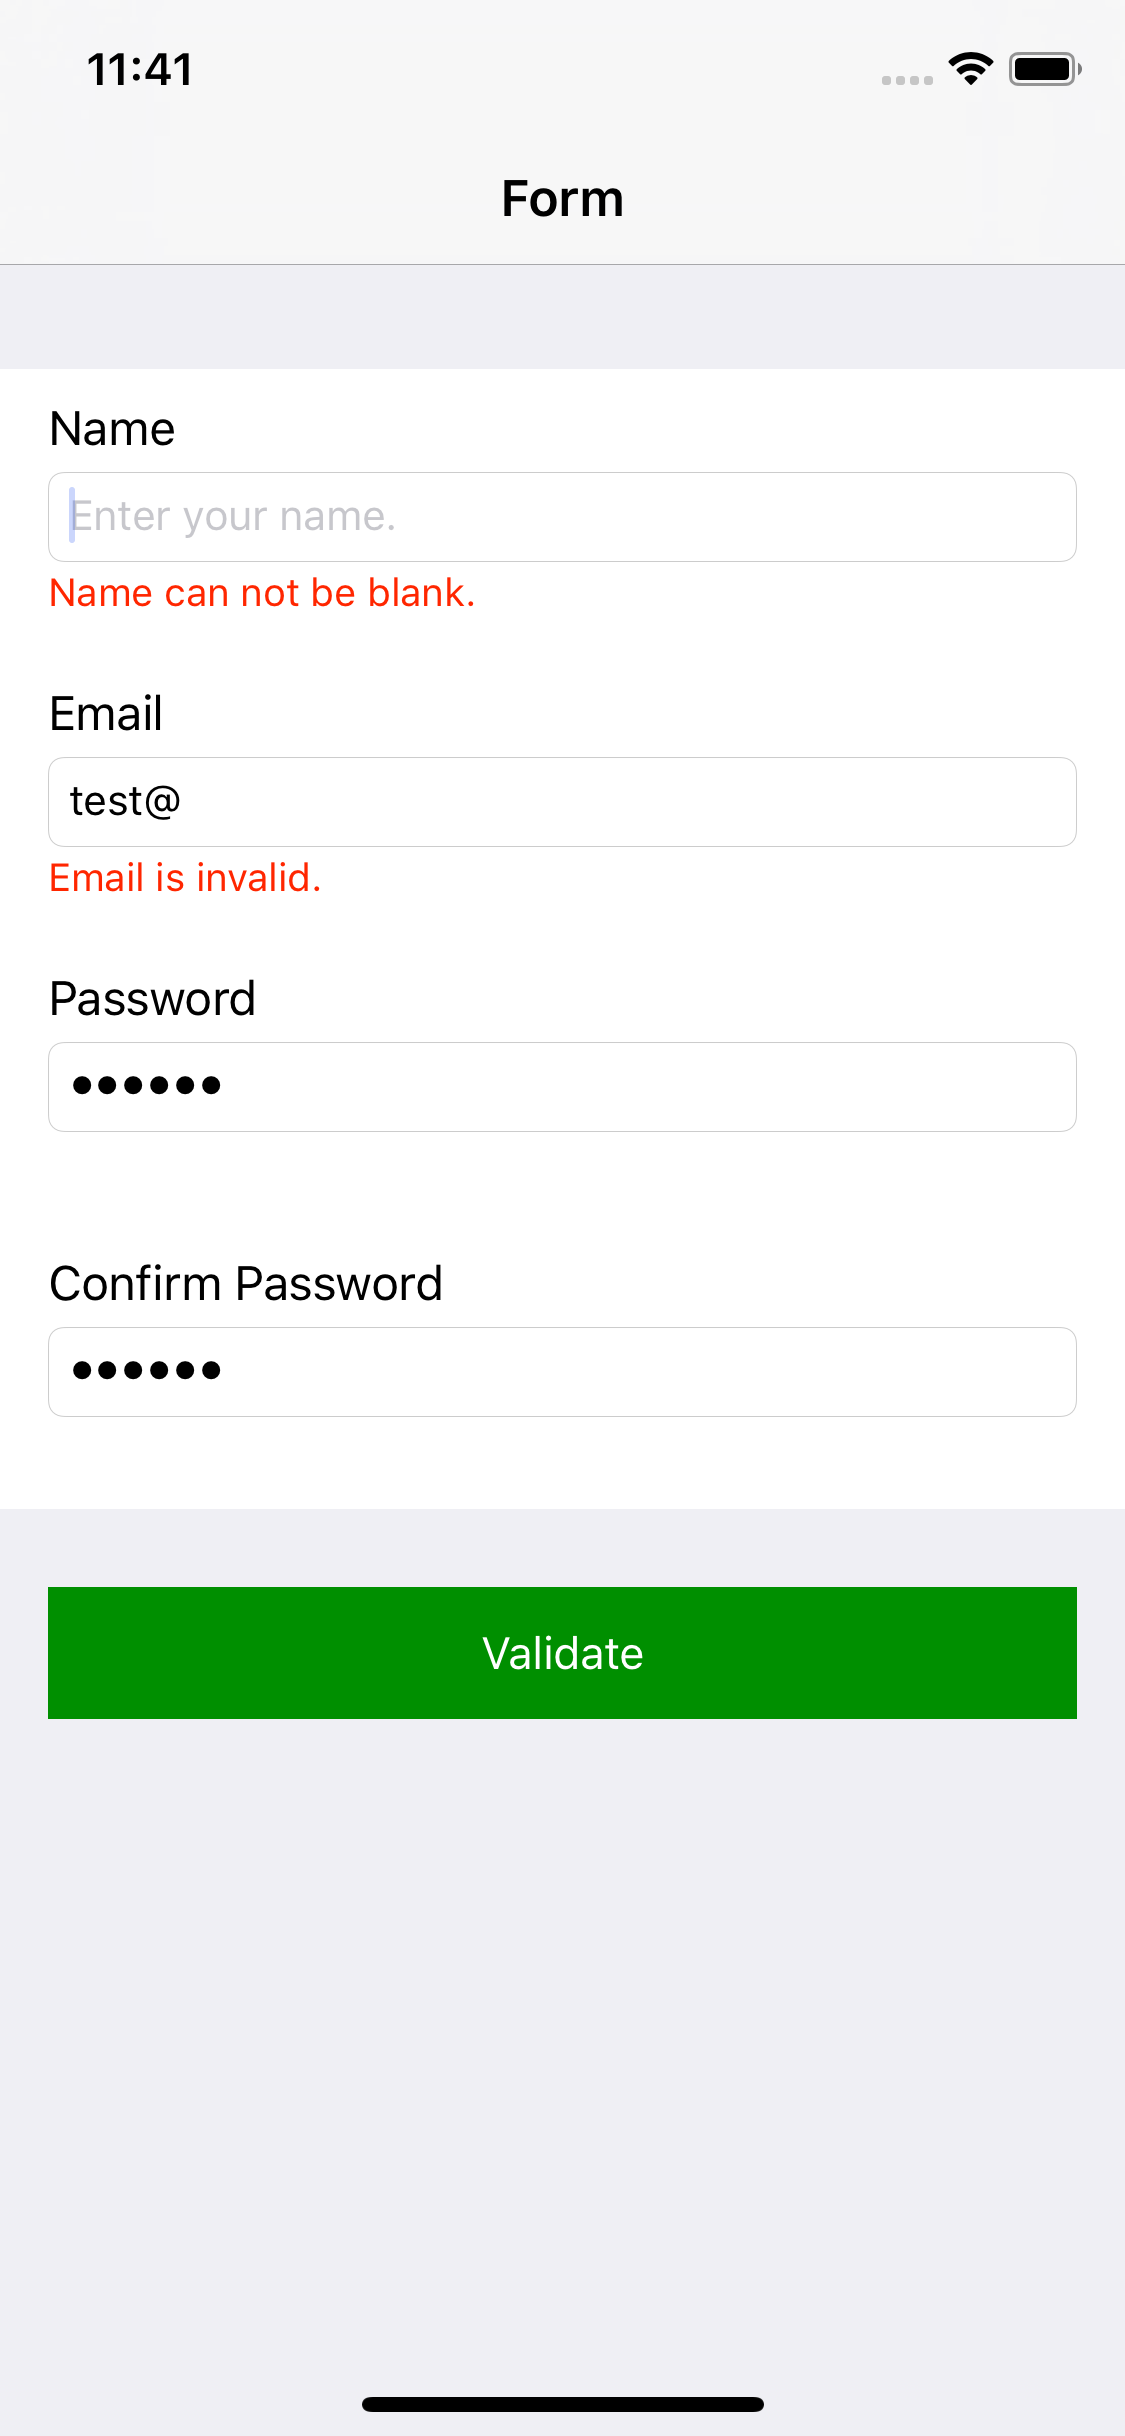 11:41
Form
Name
Enter your name.
Name can not be blank.
Email
test@
Email is invalid.
Password
••••••
Confirm Password
••••••
Validate